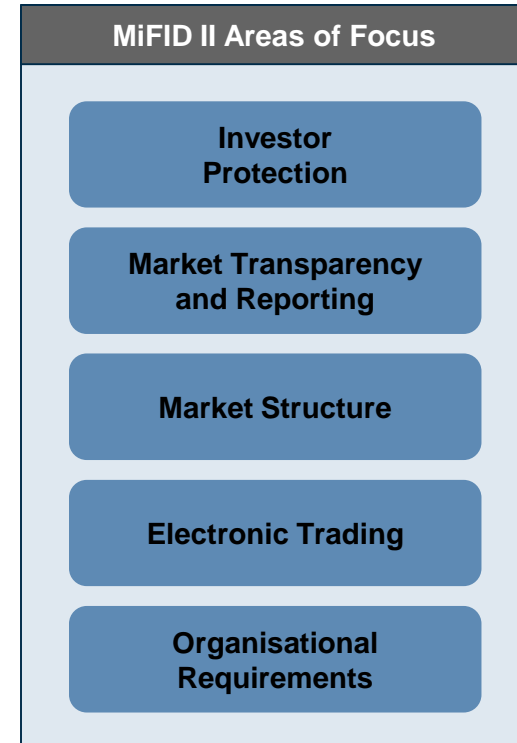 MiFID II Areas of Focus
Investor
Protection
Market Transparency
and Reporting
Market Structure
Electronic Trading
Organisational
Requirements